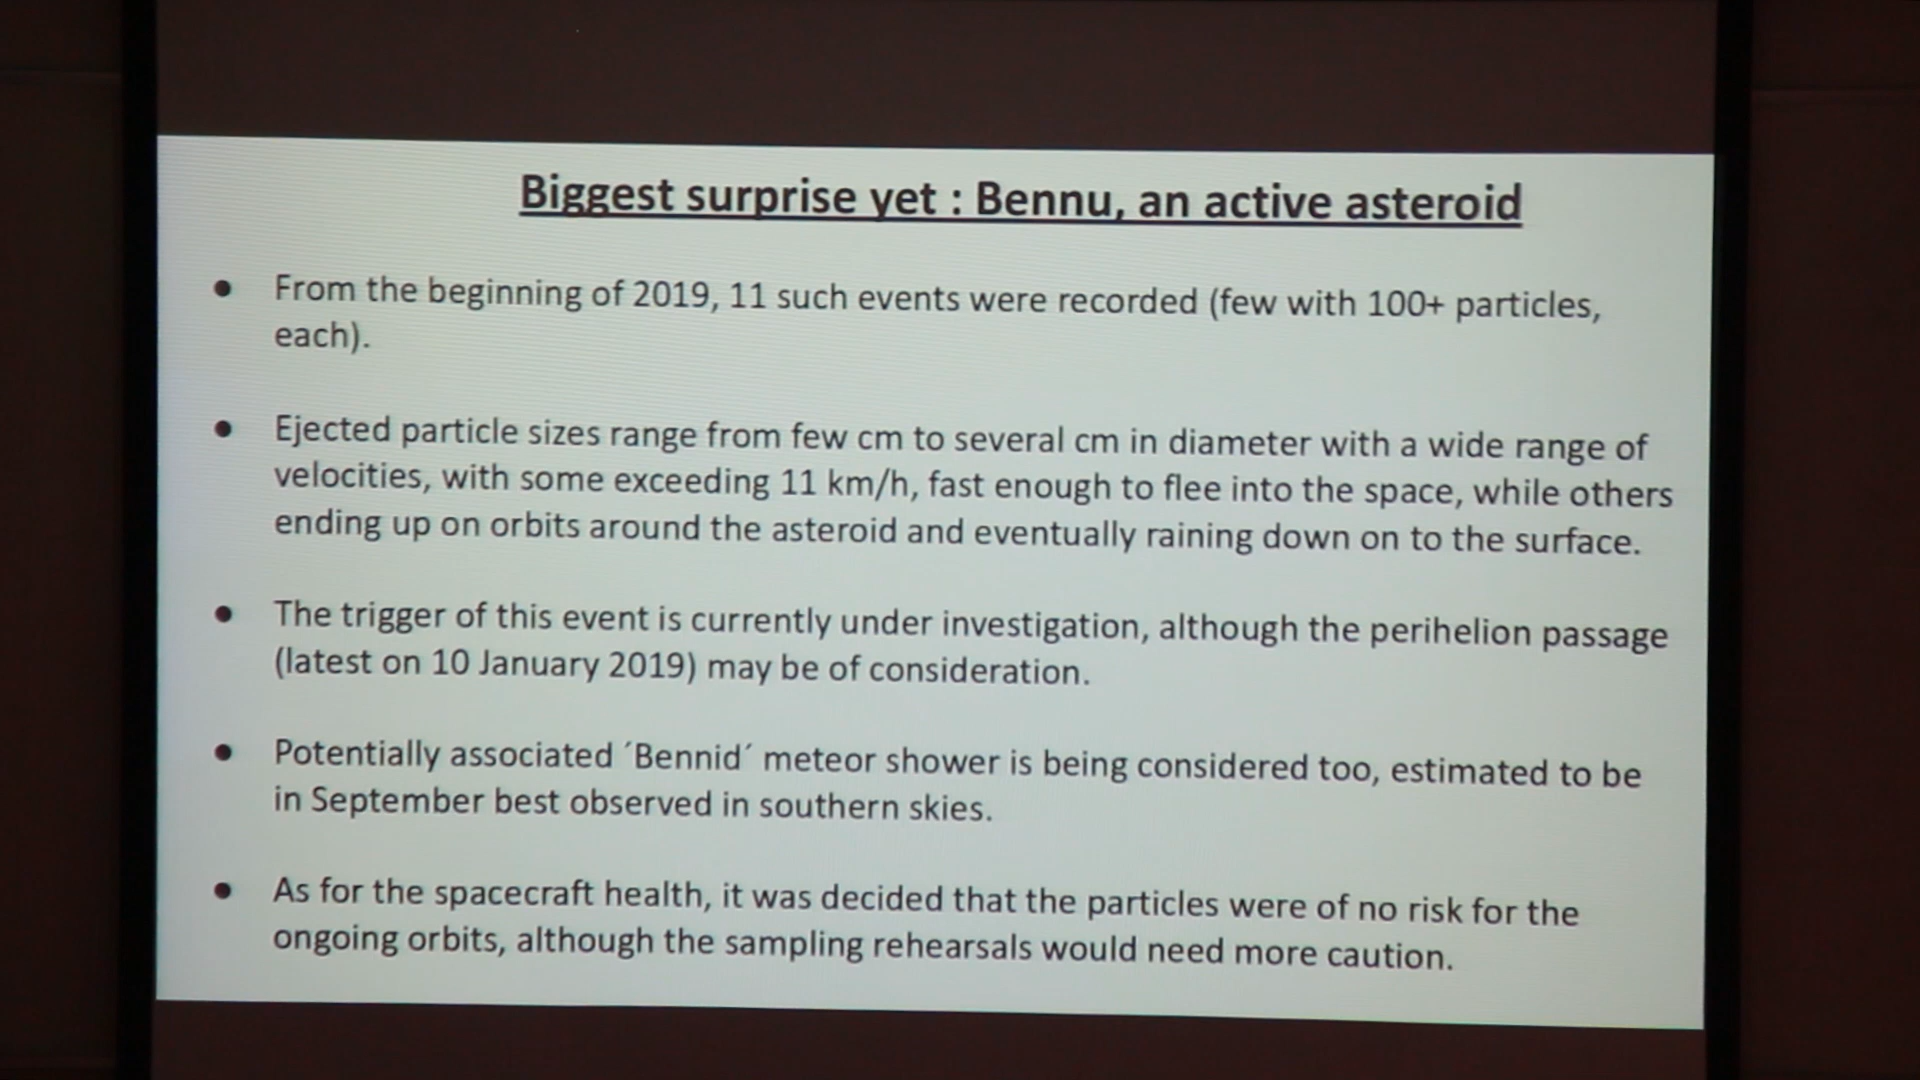 Biggest surprise yet : Bennu, an active asteroid
● From the beginning of 2019, 11 such events were recorded (few with 100+ particles,
each).
● Ejected particle sizes range from few cm to several cm in diameter with a wide range of
velocities, with some exceeding 11 km/h, fast enough to flee into the space, while others
ending up on orbits around the asteroid and eventually raining down on to the surface.
● The trigger of this event is currently under investigation, although the perihelion passage
(latest on 10 January 2019) may be of consideration.
● Potentially associated ´Bennid´ meteor shower is being considered too, estimated to be
in September best observed in southern skies.
● As for the spacecraft health, it was decided that the particles were of no risk for the
ongoing orbits, although the sampling rehearsals would need more caution.